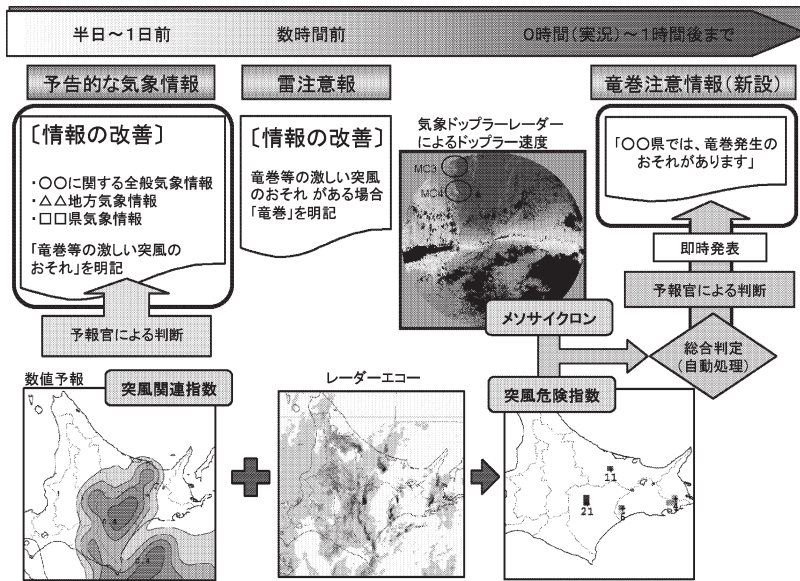 半日～1日前
数時間前
0時間(実況)～1時間後まで
予告的な気象情報
雷注意報
竜巻注意情報(新設)
〔情報の改善〕
・○○に関する全般気象情報
・△△地方気象情報
・□□県気象情報
「竜巻等の激しい突風の
おそれ」を明記
〔情報の改善〕
竜巻等の激しい突風
のおそれ がある場合
「竜巻」を明記
気象ドップラーレーダー
によるドップラー速度
MC3
MC4
「○○県では、竜巻発生の
おそれがあります」
即時発表
予報官による判断
予報官による判断
メソサイクロン
総合判定
(自動処理)
数値予報
突風関連指数
レーダーエコー
突風危険指数
11
21